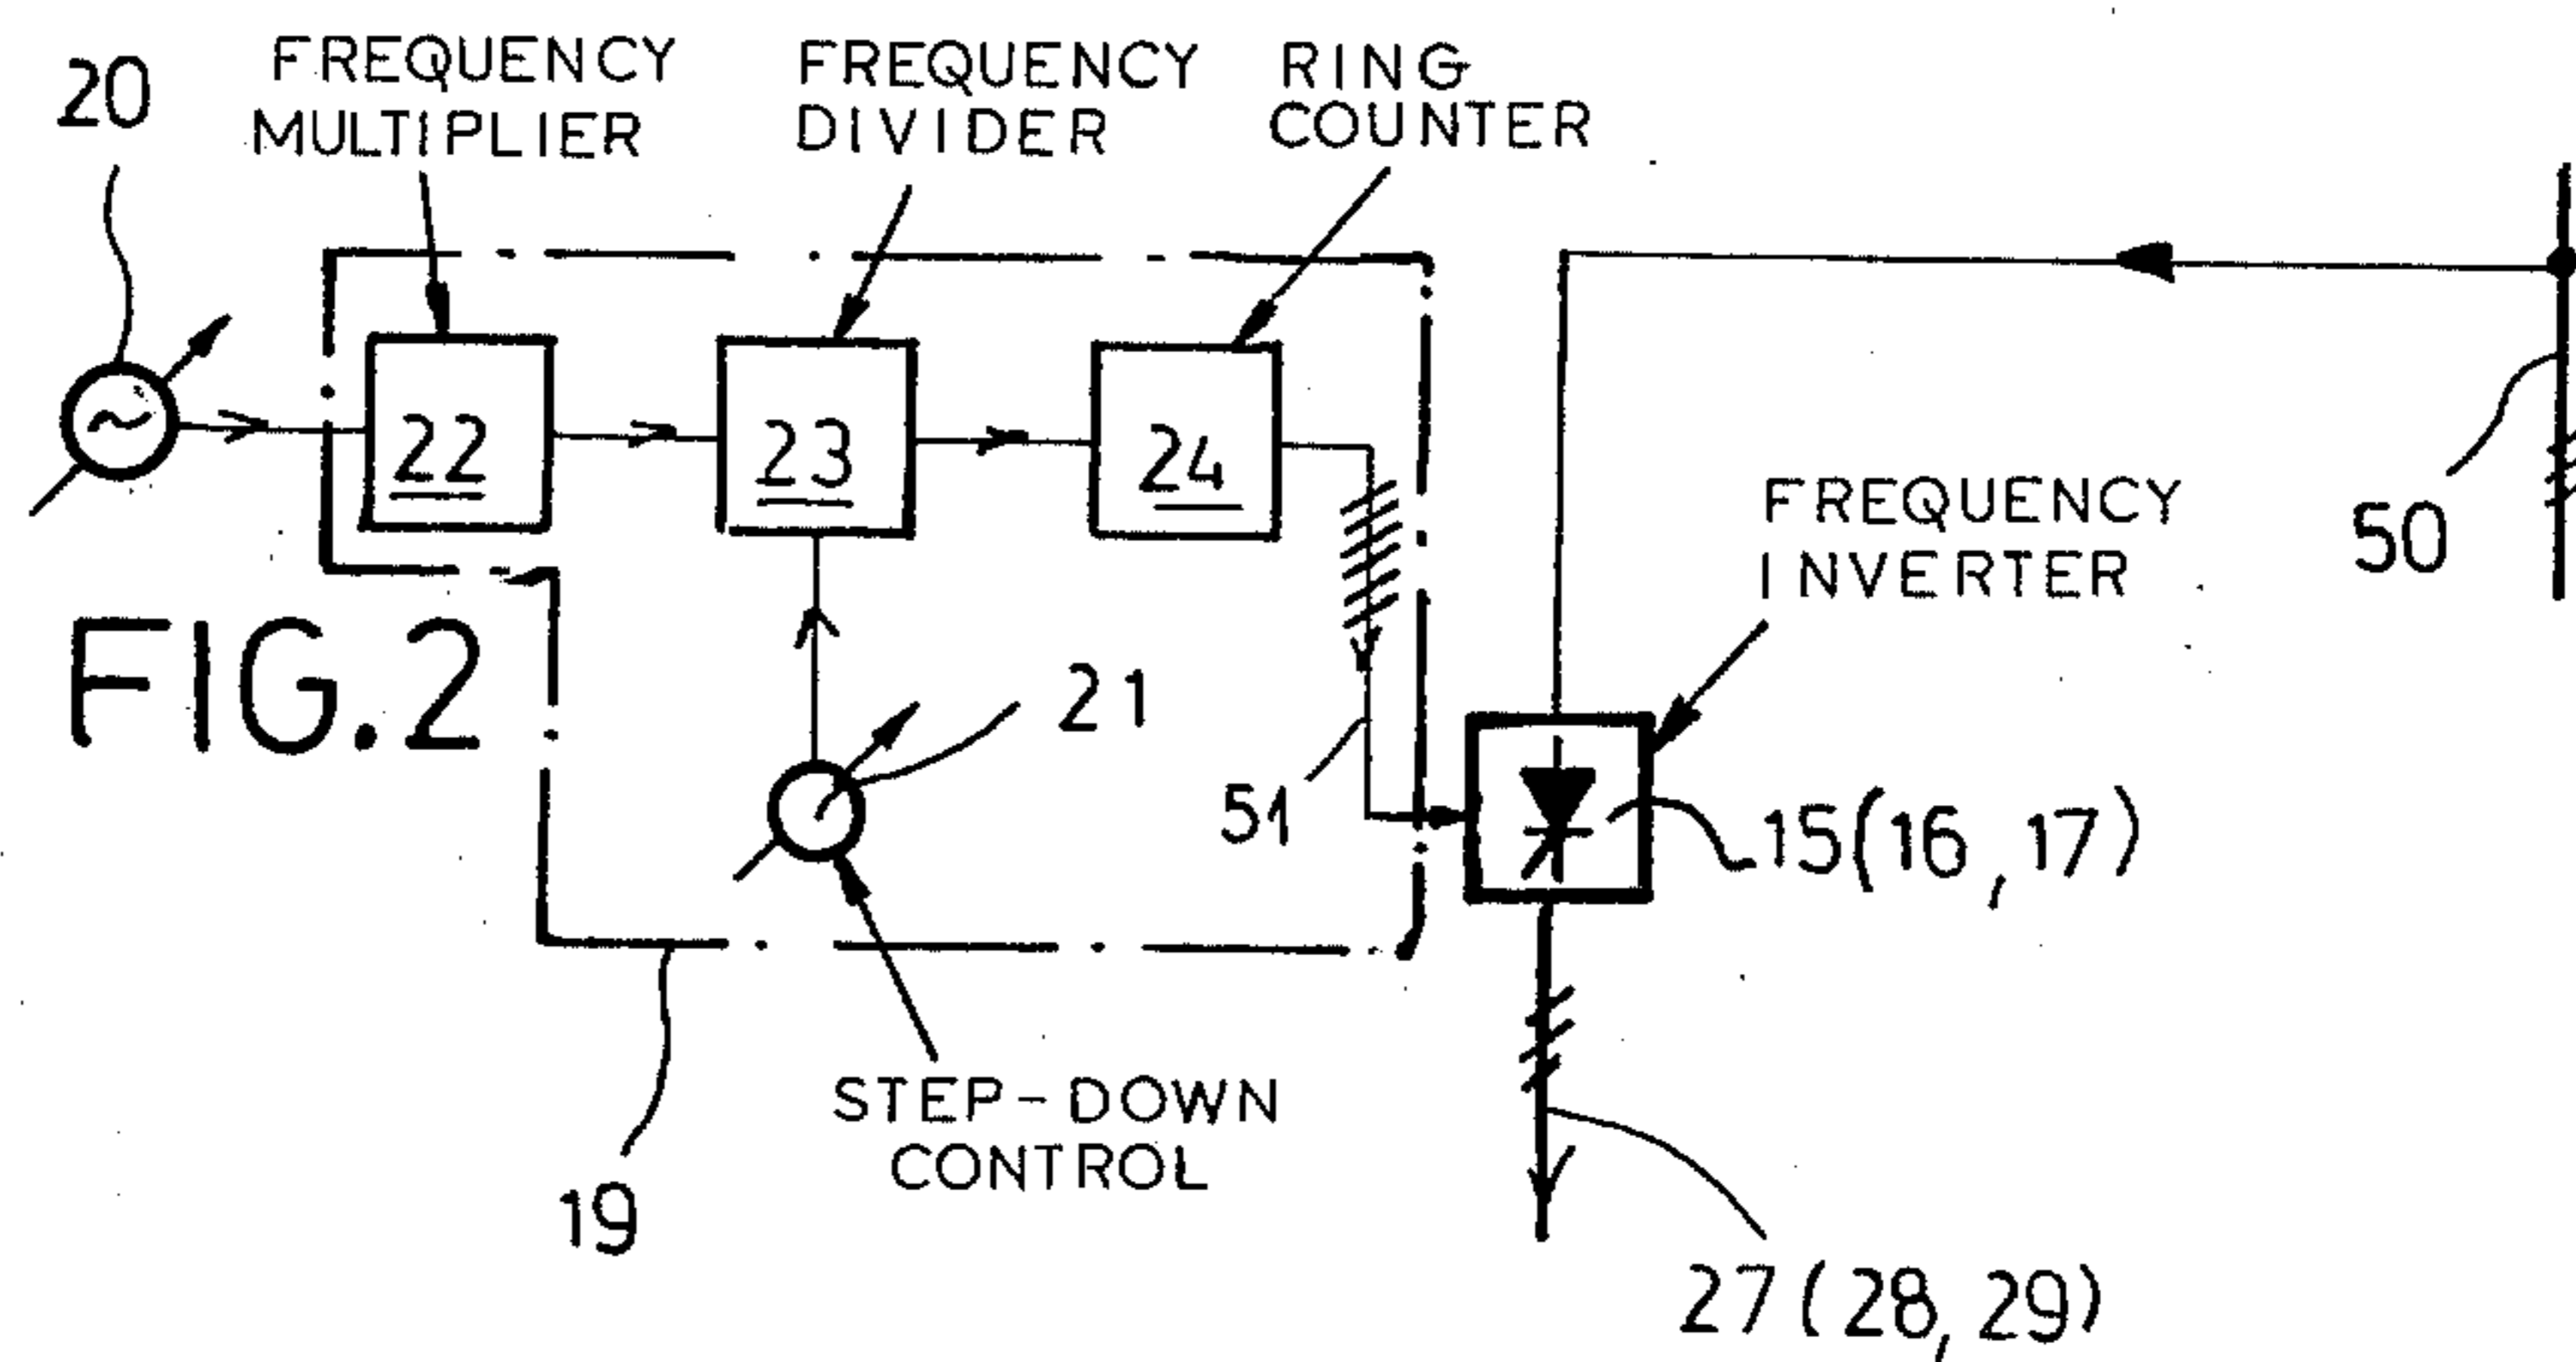 20
FREQUENCY
MULTIPLIER
FREQUENCY
DIVIDER
RING
COUNTER
22
23
24
50
FREQUENCY
INVERTER
FIG.2
21
51
15(16,17)
STEP-DOWN
CONTROL
19
27(28,29)